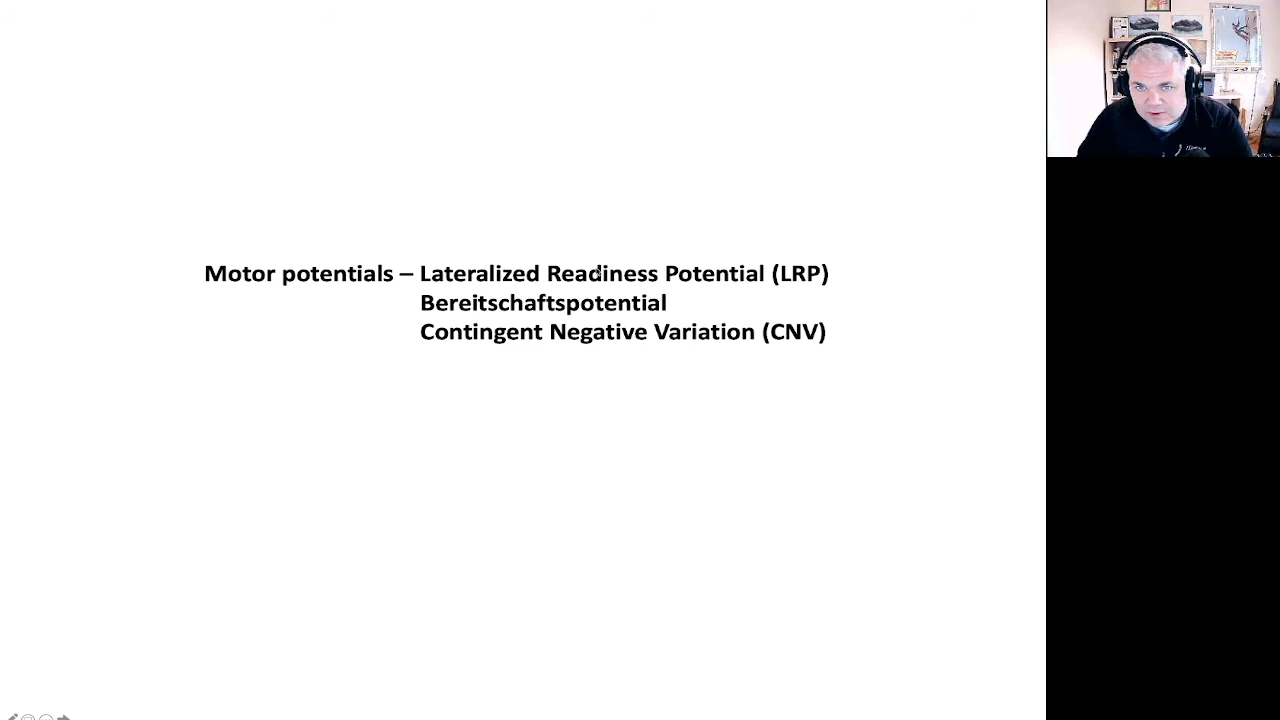 Motor potentials – Lateralized Readiness Potential (LRP)
Bereitschaftspotential
Contingent Negative Variation (CNV)